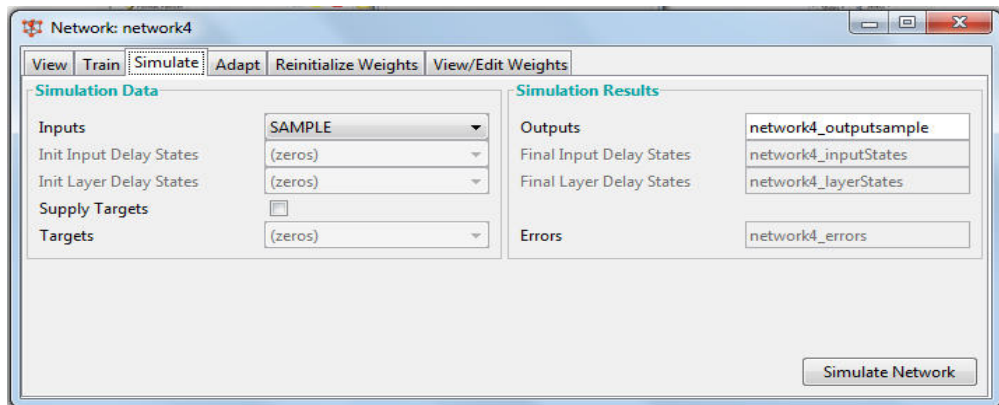 Network: network4
View Train Simulate Adapt Reinitialize Weights View/Edit Weights
Simulation Data
Inputs SAMPLE
Init Input Delay States (zeros)
Init Layer Delay States (zeros)
Supply Targets
Targets (zeros)
Simulation Results
Outputs network4_outputsample
Final Input Delay States network4_inputStates
Final Layer Delay States network4_layerStates
Errors network4_errors
Simulate Network